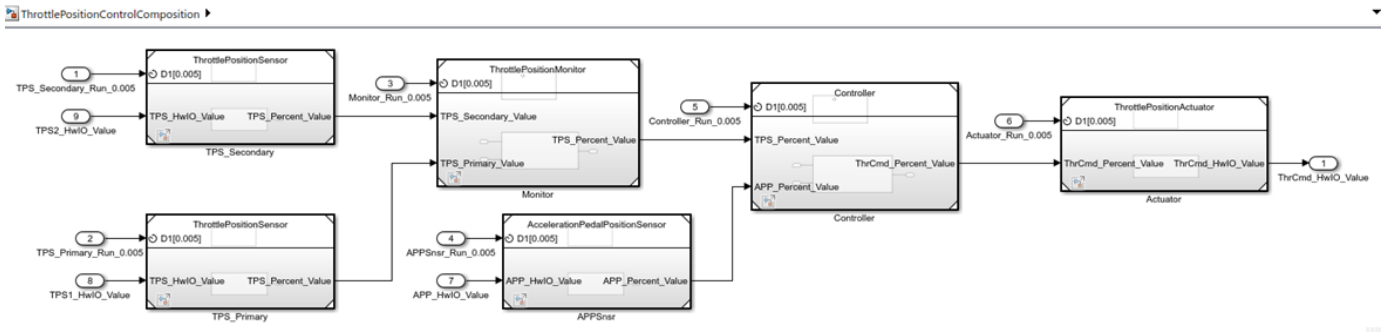 ThrottlePositionControlComposition
ThrottlePositionSensor
1
D1[0.005]
TPS_Secondary_Run_0.005
9
TPS_HwIO_Value
TPS_Percent_Value
TPS2_HwIO_Value
TPS_Secondary
ThrottlePositionMonitor
3
D1[0.005]
Monitor_Run_0.005
TPS_Secondary_Value
TPS_Percent_Value
TPS_Primary_Value
Monitor
Controller
5
D1[0.005]
Controller_Run_0.005
TPS_Percent_Value
ThrCmd_Percent_Value
APP_Percent_Value
Controller
ThrottlePositionActuator
6
D1[0.005]
Actuator_Run_0.005
ThrCmd_Percent_Value
ThrCmd_HwIO_Value
1
ThrCmd_HwIO_Value
Actuator
ThrottlePositionSensor
2
D1[0.005]
TPS_Primary_Run_0.005
8
TPS_HwIO_Value
TPS_Percent_Value
TPS1_HwIO_Value
TPS_Primary
AccelerationPedalPositionSensor
4
D1[0.005]
APPSnsr_Run_0.005
7
APP_HwIO_Value
APP_Percent_Value
APP_HwIO_Value
APPSnsr